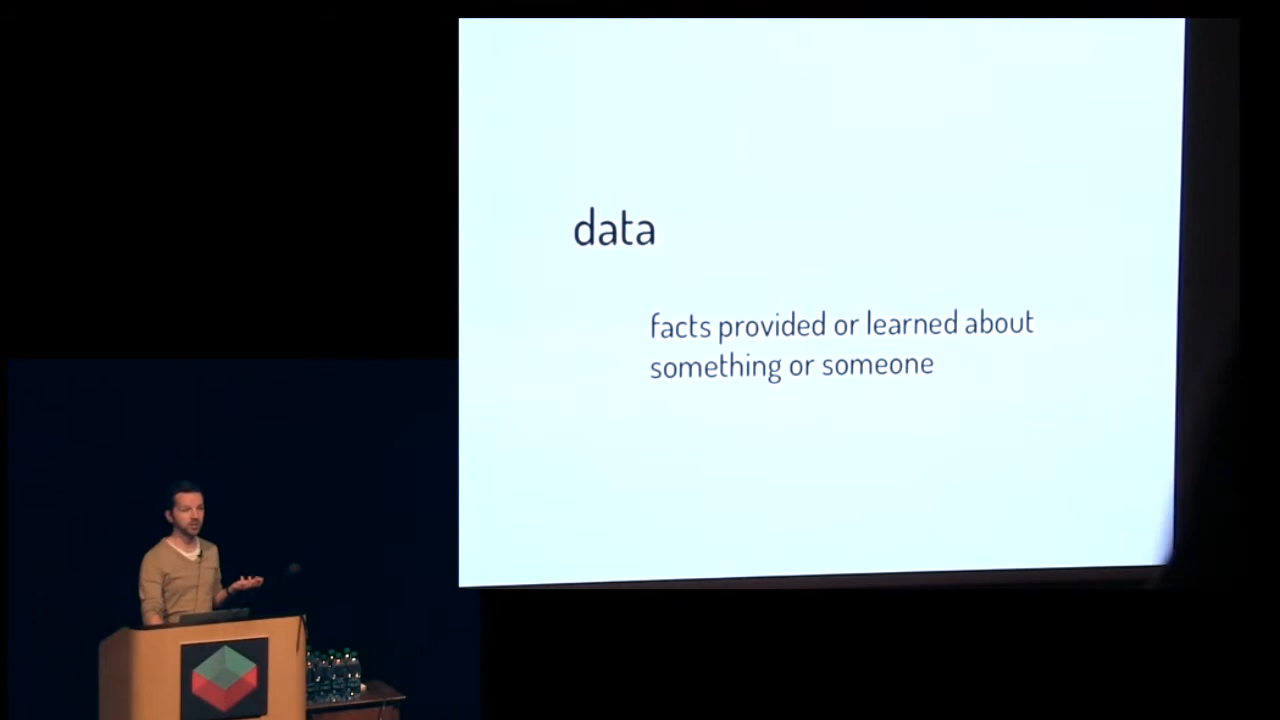 data
facts provided or learned about
something or someone